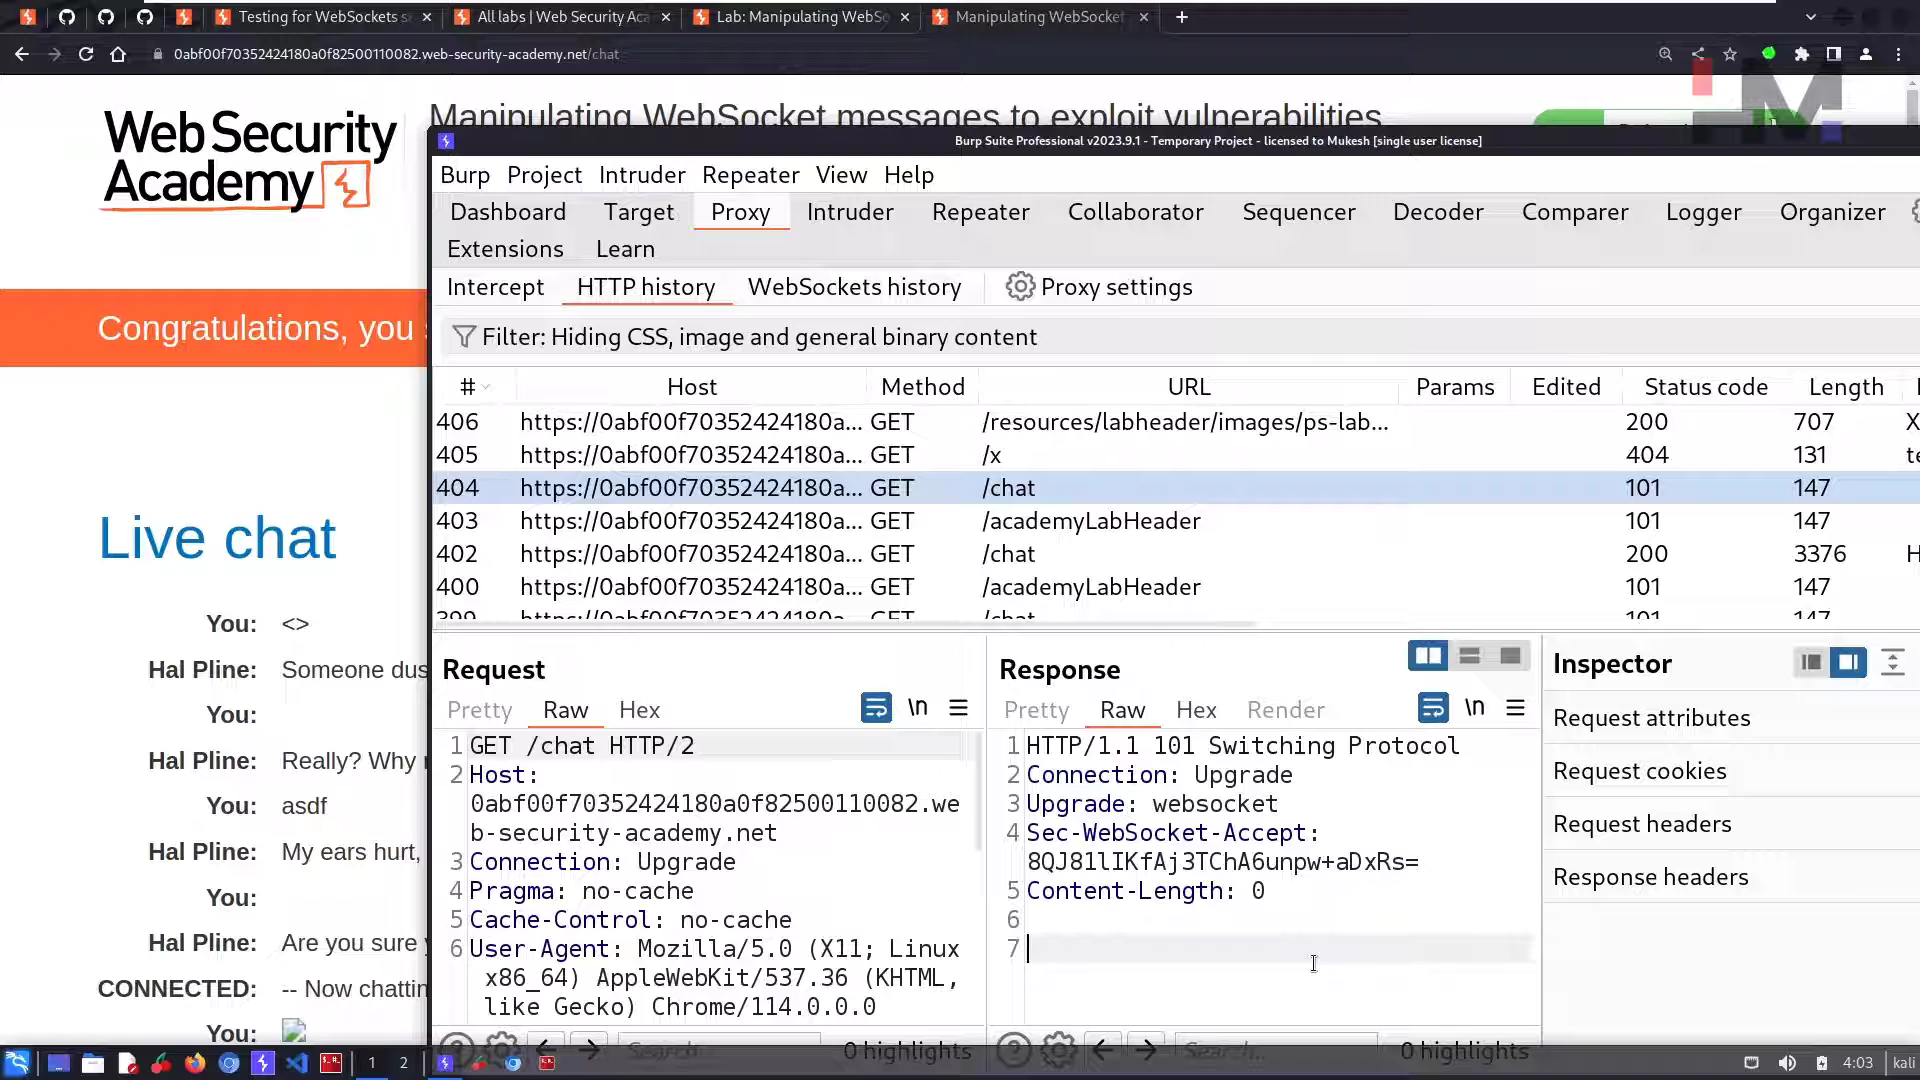 Testing for WebSockets s
All labs | Web Security Aca
Lab: Manipulating WebSo
Manipulating WebSocket
0abf00f70352424180a0f82500110082.web-security-academy.net/chat
Web Security
Academy
Manipulating WebSocket messages to exploit vulnerabilities
Burp Suite Professional v2023.9.1 - Temporary Project - licensed to Mukesh [single user license]
Burp Project Intruder Repeater View Help
Dashboard Target Proxy Intruder Repeater Collaborator Sequencer Decoder Comparer Logger Organizer
Extensions Learn
Intercept HTTP history WebSockets history Proxy settings
Congratulations, you
Filter: Hiding CSS, image and general binary content
# Host Method URL Params Edited Status code Length
406 https://0abf00f70352424180a... GET /resources/labheader/images/ps-lab... 200 707 X
405 https://0abf00f70352424180a... GET /x 404 131 te
404 https://0abf00f70352424180a... GET /chat 101 147
403 https://0abf00f70352424180a... GET /academyLabHeader 101 147
402 https://0abf00f70352424180a... GET /chat 200 3376 H
400 https://0abf00f70352424180a... GET /academyLabHeader 101 147
399 /chat 101 147
Live chat
You: <>
Hal Pline: Someone dus
You:
Hal Pline: Really? Why
You: asdf
Hal Pline: My ears hurt,
You:
Hal Pline: Are you sure
CONNECTED: -- Now chattin
You:
Request
Pretty Raw Hex \n
1 GET /chat HTTP/2
2 Host:
0abf00f70352424180a0f82500110082.we
b-security-academy.net
3 Connection: Upgrade
4 Pragma: no-cache
5 Cache-Control: no-cache
6 User-Agent: Mozilla/5.0 (X11; Linux
x86_64) AppleWebKit/537.36 (KHTML,
like Gecko) Chrome/114.0.0.0
Search... 0 highlights
Response
Pretty Raw Hex Render \n
1 HTTP/1.1 101 Switching Protocol
2 Connection: Upgrade
3 Upgrade: websocket
4 Sec-WebSocket-Accept:
8QJ81lIKfAj3TChA6unpw+aDxRs=
5 Content-Length: 0
6
7
Search... 0 highlights
Inspector
Request attributes
Request cookies
Request headers
Response headers
1 2
4:03 kali